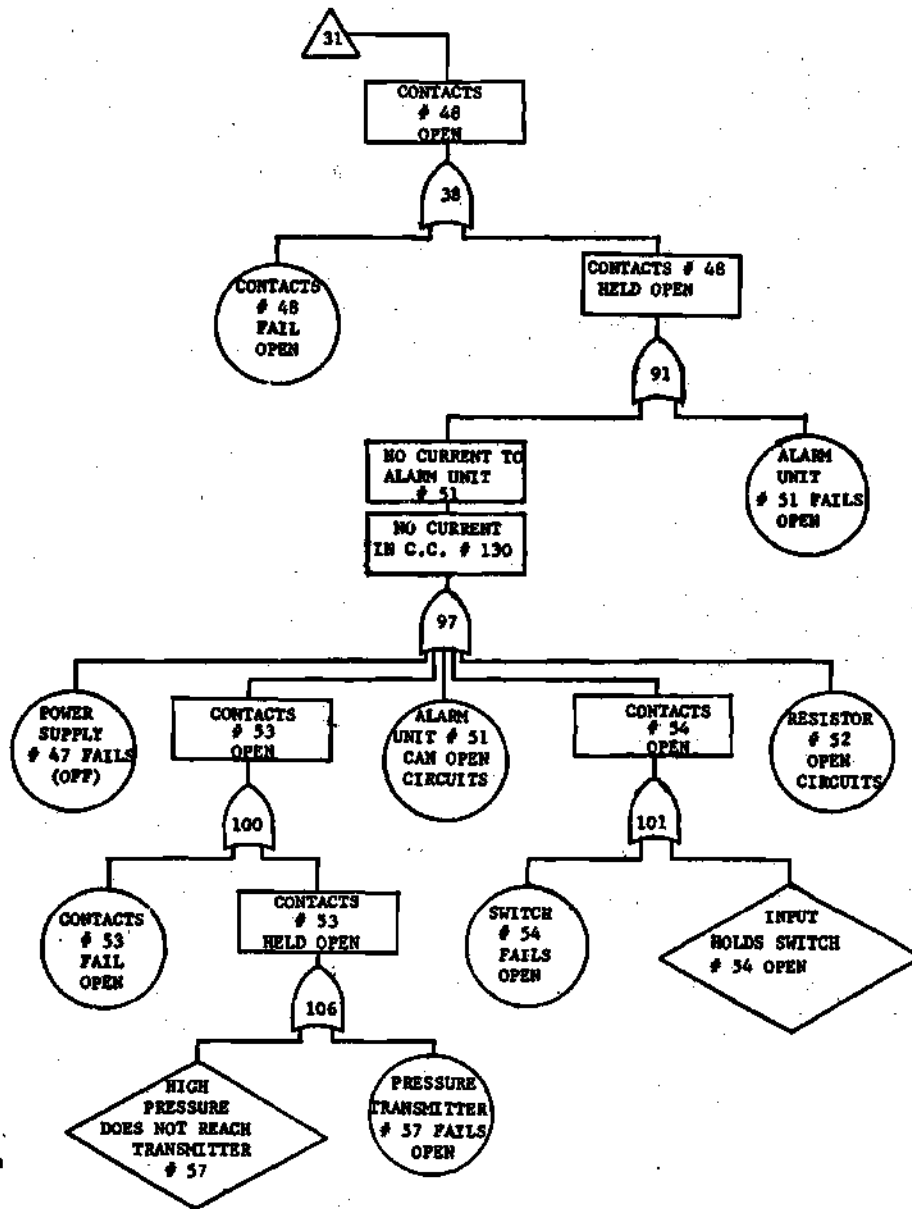 31
CONTACTS
# 48
OPEN
38
CONTACTS
# 48
FAIL
OPEN
CONTACTS # 48
HELD OPEN
91
NO CURRENT TO
ALARM UNIT
# 51
NO CURRENT
IN C.C. # 130
ALARM
UNIT
# 51 FAILS
OPEN
97
POWER
SUPPLY
# 47 FAILS
(OFF)
CONTACTS
# 53
OPEN
ALARM
UNIT # 51
CAN OPEN
CIRCUITS
CONTACTS
# 54
OPEN
RESISTOR
# 52
OPEN
CIRCUITS
100
101
CONTACTS
# 53
FAIL
OPEN
CONTACTS
# 53
HELD OPEN
SWITCH
# 54
FAILS
OPEN
INPUT
HOLDS SWITCH
# 54 OPEN
106
HIGH
PRESSURE
DOES NOT REACH
TRANSMITTER
# 57
PRESSURE
TRANSMITTER
# 57 FAILS
OPEN